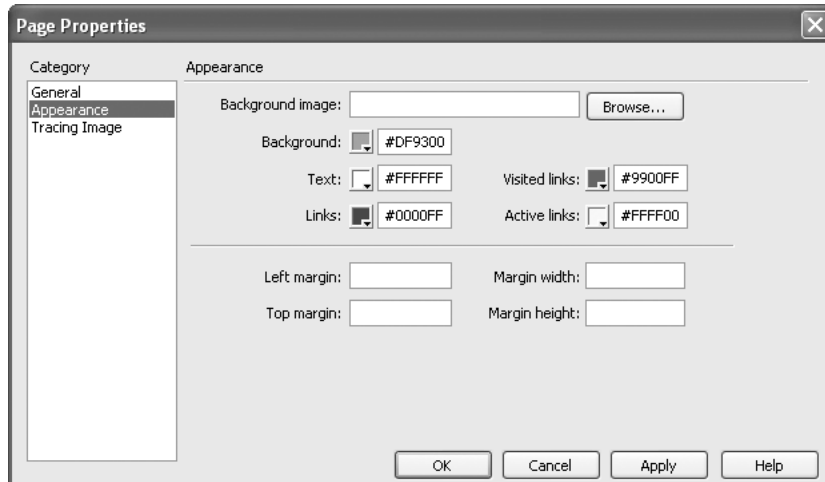 Page Properties
Category
General
Appearance
Tracing Image
Appearance
Background image: Browse...
Background: #DF9300
Text: #FFFFFF Visited links: #9900FF
Links: #0000FF Active links: #FFFF00
Left margin: Margin width:
Top margin: Margin height:
OK Cancel Apply Help